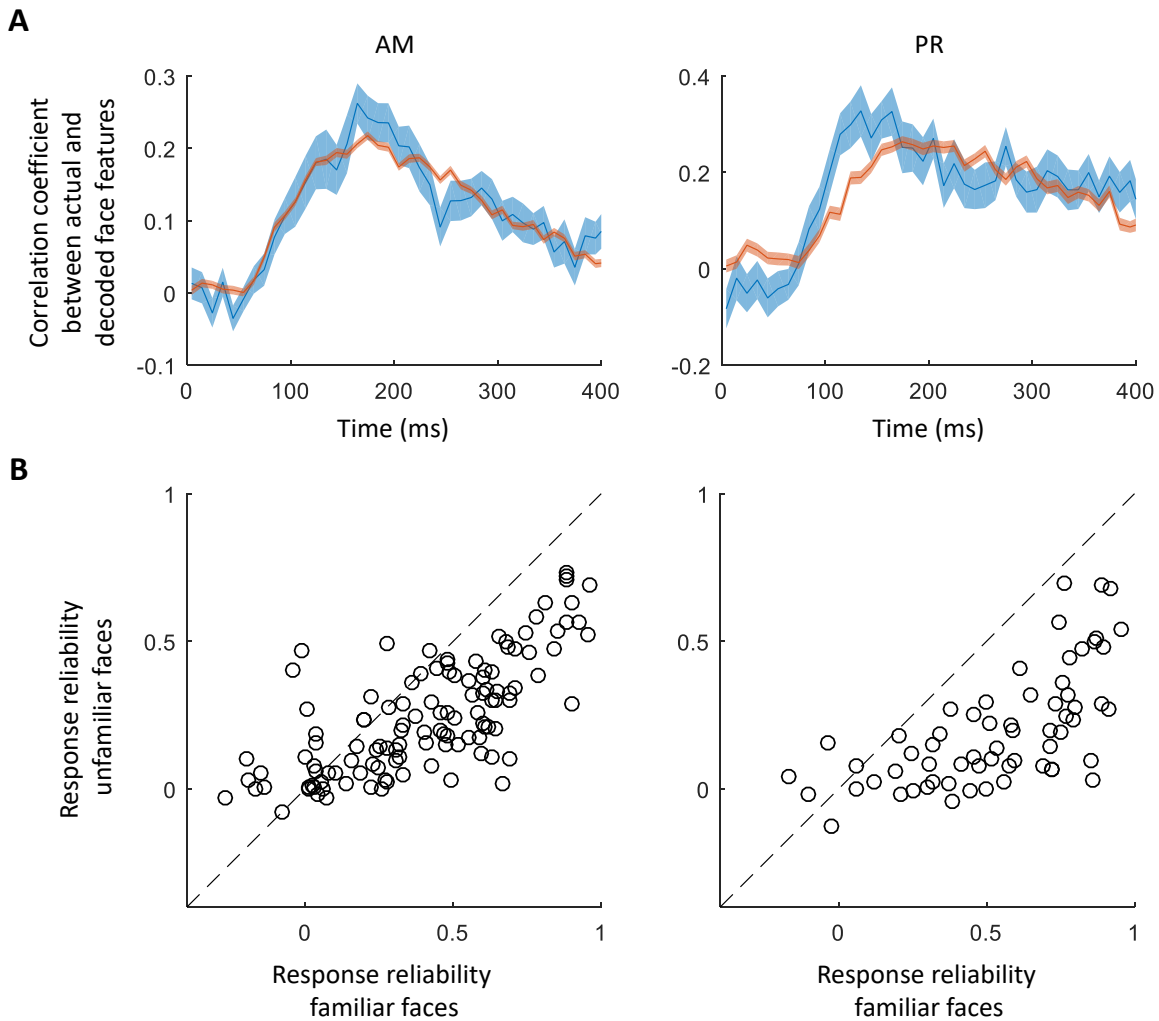 A
AM
PR
Correlation coefficient
between actual and
decoded face features
0.3
0.2
0.1
0
-0.1
0 100 200 300 400
Time (ms)
0.4
0.2
0
-0.2
0 100 200 300 400
Time (ms)
B
Response reliability
unfamiliar faces
1
0.5
0
0 0.5 1
Response reliability
familiar faces
1
0.5
0
0 0.5 1
Response reliability
familiar faces